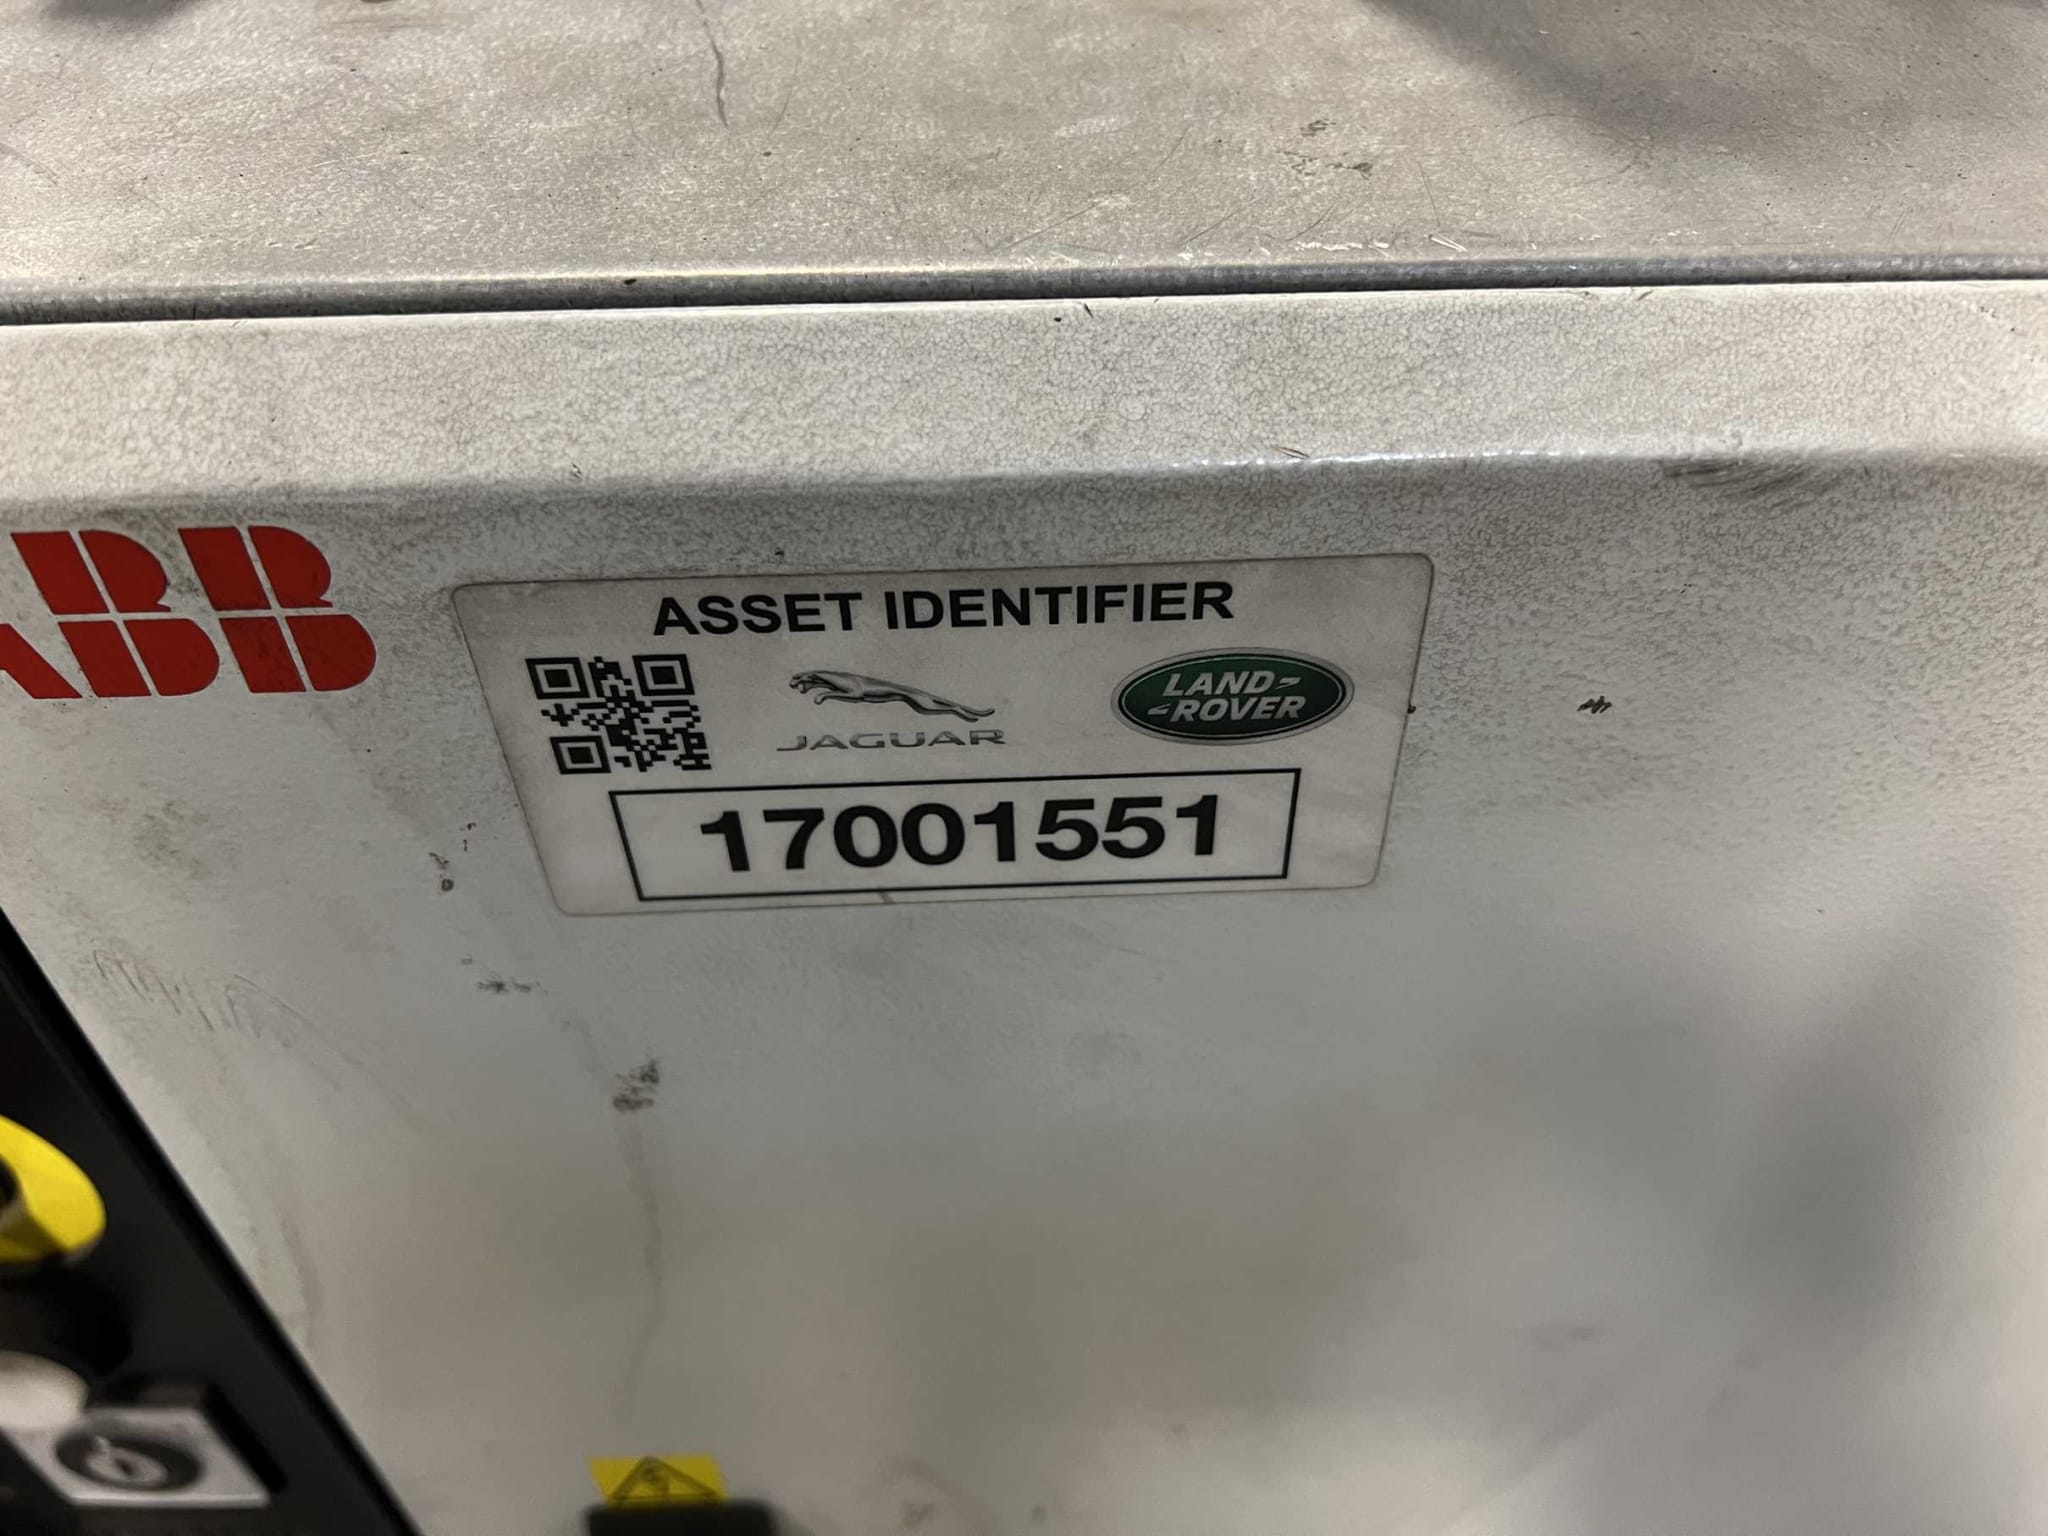 ABB
ASSET IDENTIFIER
JAGUAR
LAND
ROVER
17001551